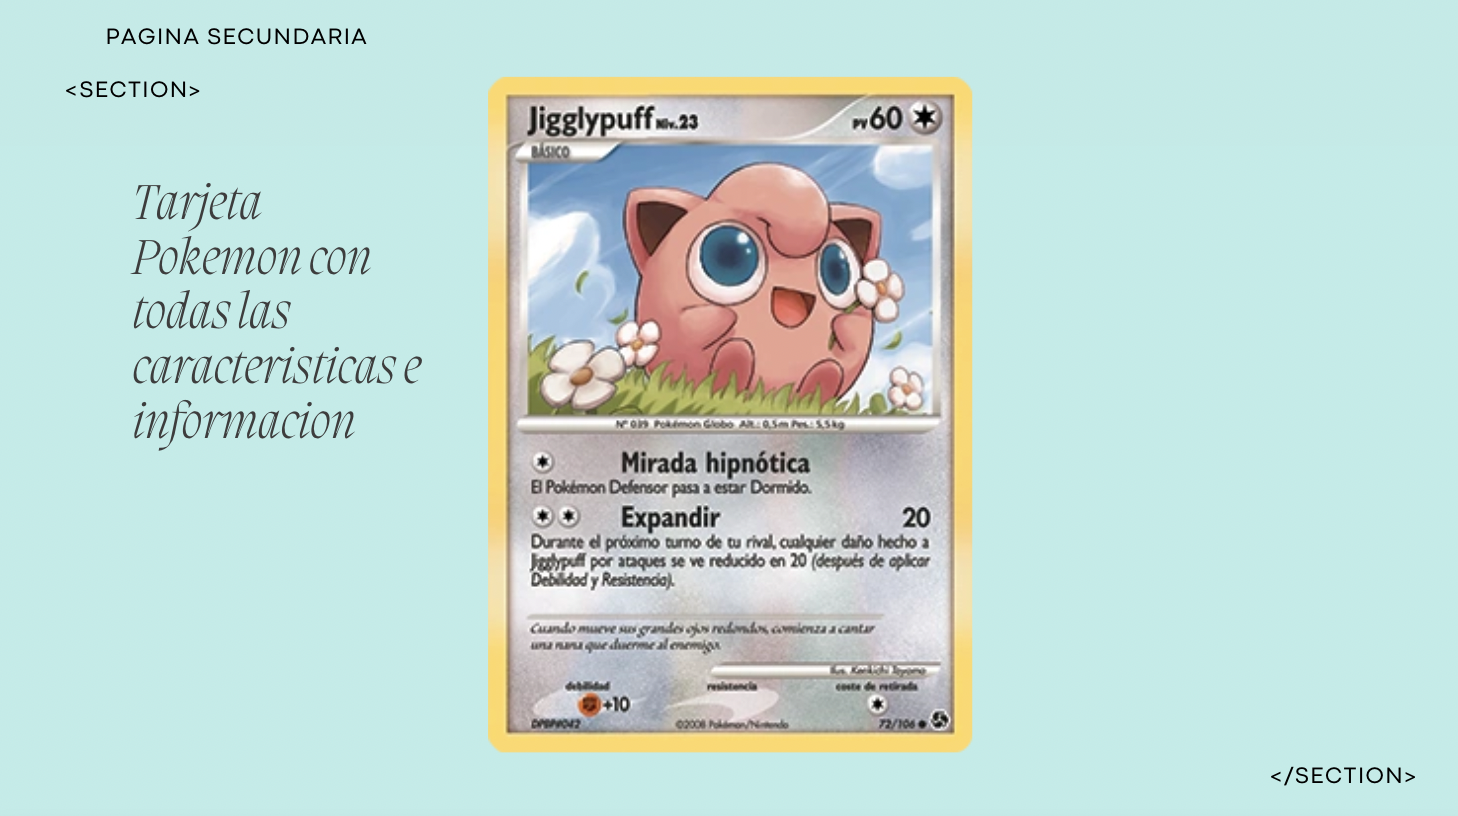 PAGINA SECUNDARIA
<SECTION>
Tarjeta
Pokemon con
todas las
caracteristicas e
informacion
Jigglypuff Niv.23 PV 60
BÁSICO
Nº 039 Pokémon Globo Alt.: 0,5m Pes.: 5,5kg
Mirada hipnótica
El Pokémon Defensor pasa a estar Dormido.
Expandir 20
Durante el próximo turno de tu rival, cualquier daño hecho a
Jigglypuff por ataques se ve reducido en 20 (después de aplicar
Debilidad y Resistencia).
Cuando mueve sus grandes ojos redondos, comienza a cantar
una nana que duerme al enemigo.
Ilus. Kenkichi Toyama
debilidad resistencia coste de retirada
+10
DPBP#042 ©2008 Pokémon/Nintendo 72/106
</SECTION>